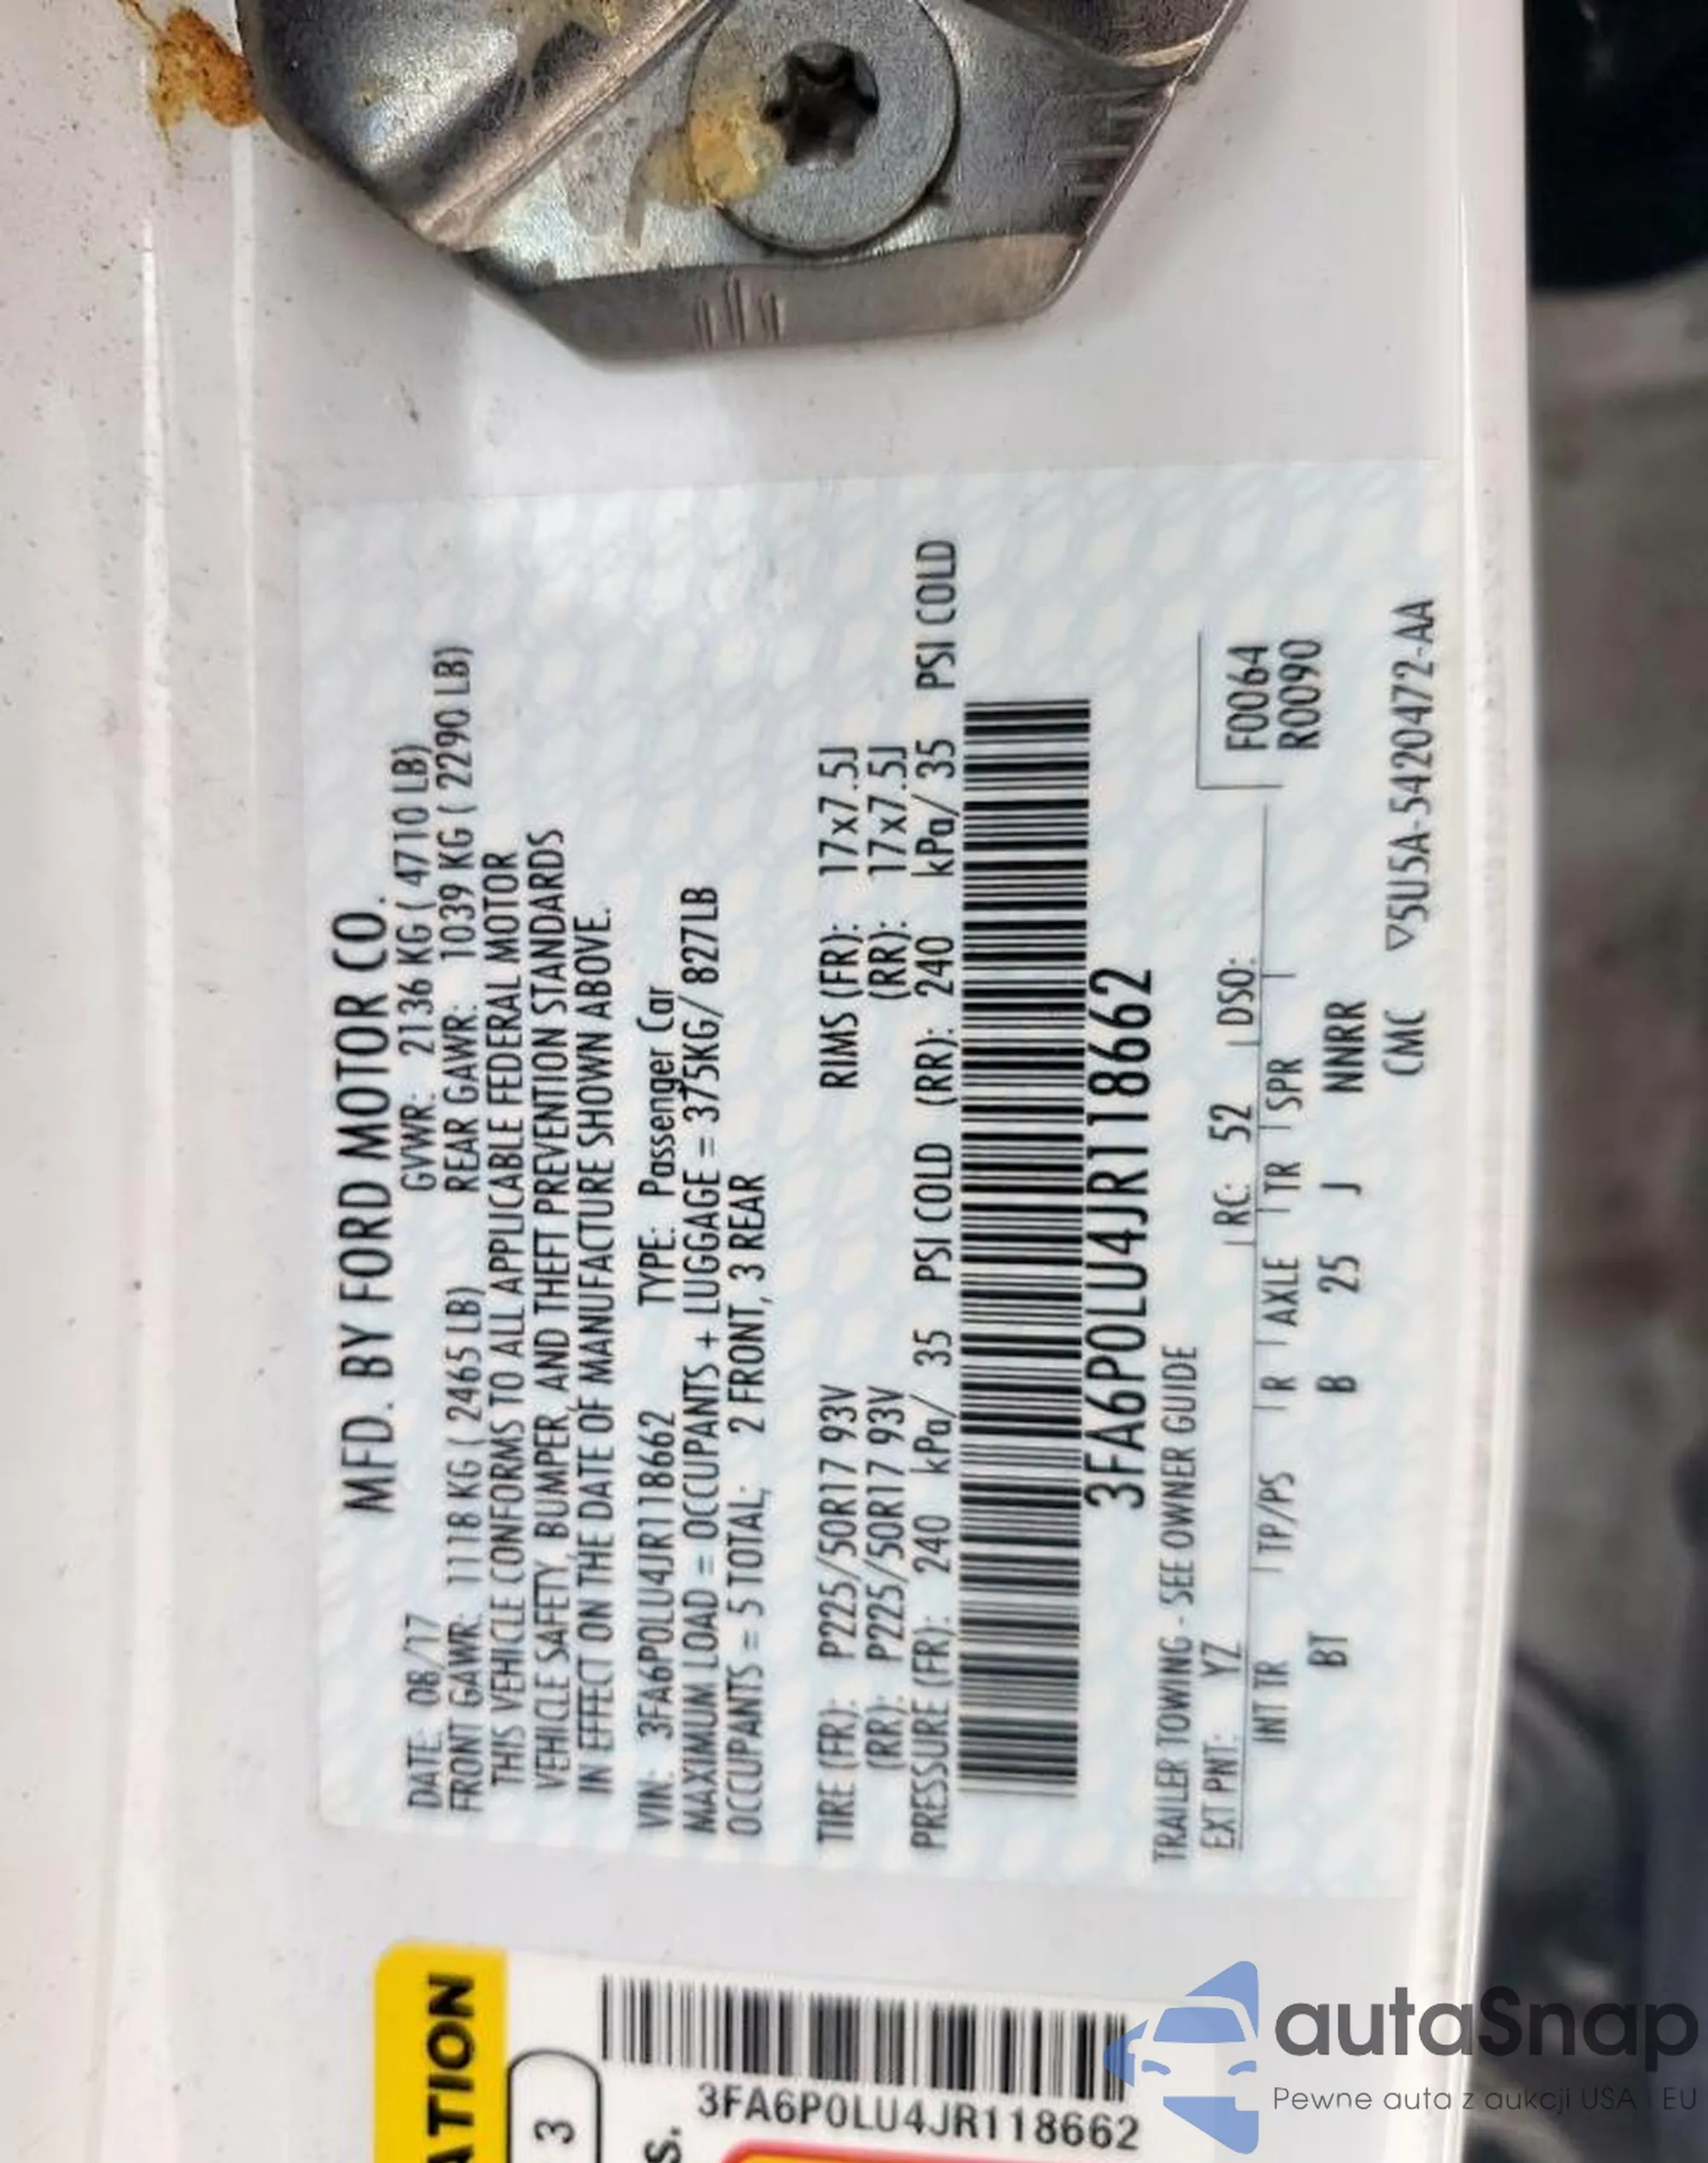 MFD. BY FORD MOTOR CO.
DATE: 08/17 GVWR: 2136 KG ( 4710 LB)
FRONT GAWR: 1118 KG ( 2465 LB) REAR GAWR: 1039 KG ( 2290 LB)
THIS VEHICLE CONFORMS TO ALL APPLICABLE FEDERAL MOTOR
VEHICLE SAFETY, BUMPER, AND THEFT PREVENTION STANDARDS
IN EFFECT ON THE DATE OF MANUFACTURE SHOWN ABOVE.
VIN: 3FA6P0LU4JR118662 TYPE: Passenger Car
MAXIMUM LOAD = OCCUPANTS + LUGGAGE = 375KG/ 827LB
OCCUPANTS = 5 TOTAL; 2 FRONT, 3 REAR
TIRE (FR): P225/50R17 93V RIMS (FR): 17x7.5J
(RR): P225/50R17 93V (RR): 17x7.5J
PRESSURE (FR): 240 kPa/ 35 PSI COLD (RR): 240 kPa/ 35 PSI COLD
3FA6P0LU4JR118662
TRAILER TOWING - SEE OWNER GUIDE
EXT PNT: YZ RC: 52 DSO: F0064
INT TR TP/PS R AXLE TR SPR R0090
BT B 25 J NNRR
CMC ▽5U5A-5420472-AA
ATION
3
3FA6P0LU4JR118662
s.
autaSnap
Pewne auta z aukcji USA i EU